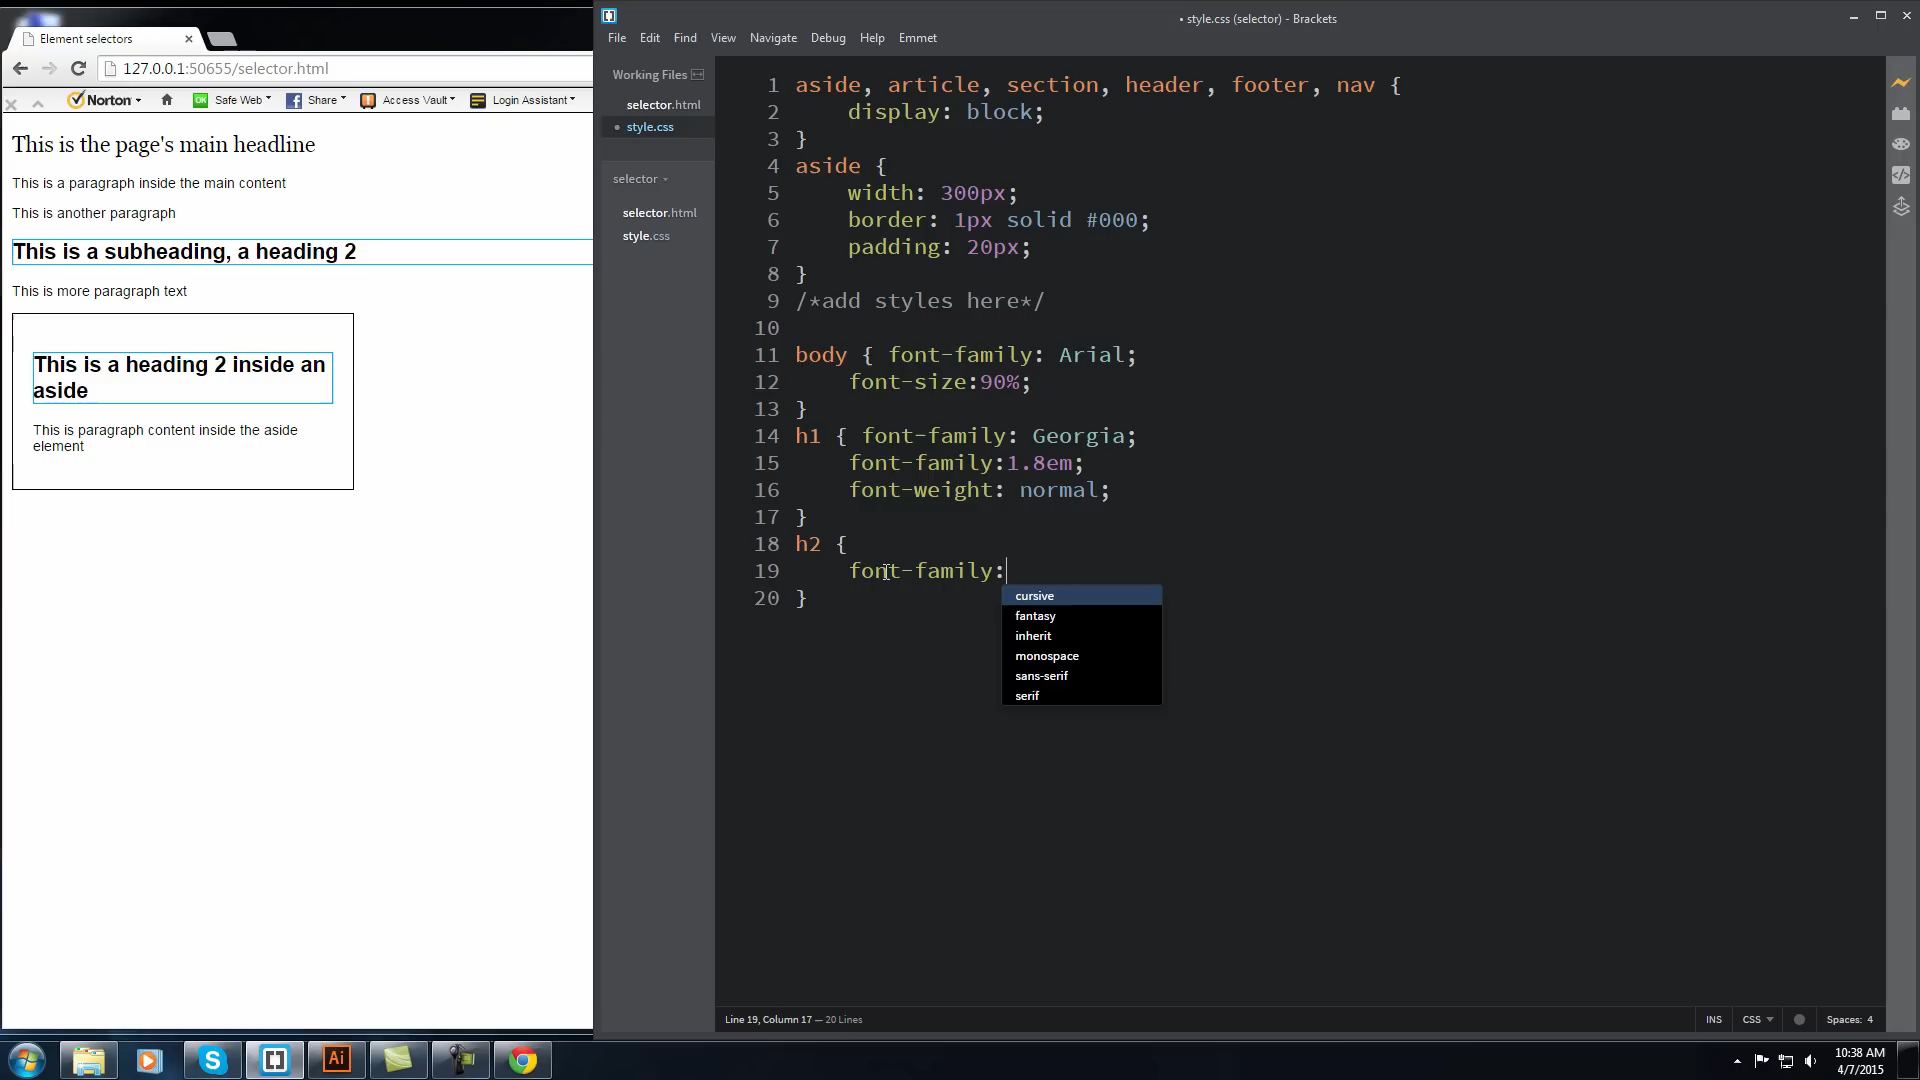 Element selectors ×
127.0.0.1:50655/selector.html
Norton OK Safe Web f Share Access Vault Login Assistant
This is the page's main headline
This is a paragraph inside the main content
This is another paragraph
This is a subheading, a heading 2
This is more paragraph text
This is a heading 2 inside an
aside
This is paragraph content inside the aside
element
• style.css (selector) - Brackets
File Edit Find View Navigate Debug Help Emmet
Working Files
selector.html
• style.css
selector
selector.html
style.css
1 aside, article, section, header, footer, nav {
2 display: block;
3 }
4 aside {
5 width: 300px;
6 border: 1px solid #000;
7 padding: 20px;
8 }
9 /*add styles here*/
10
11 body { font-family: Arial;
12 font-size:90%;
13 }
14 h1 { font-family: Georgia;
15 font-family:1.8em;
16 font-weight: normal;
17 }
18 h2 {
19 font-family:
20 }
cursive
fantasy
inherit
monospace
sans-serif
serif
Line 19, Column 17 — 20 Lines
INS CSS Spaces: 4
S Ai
10:38 AM
4/7/2015